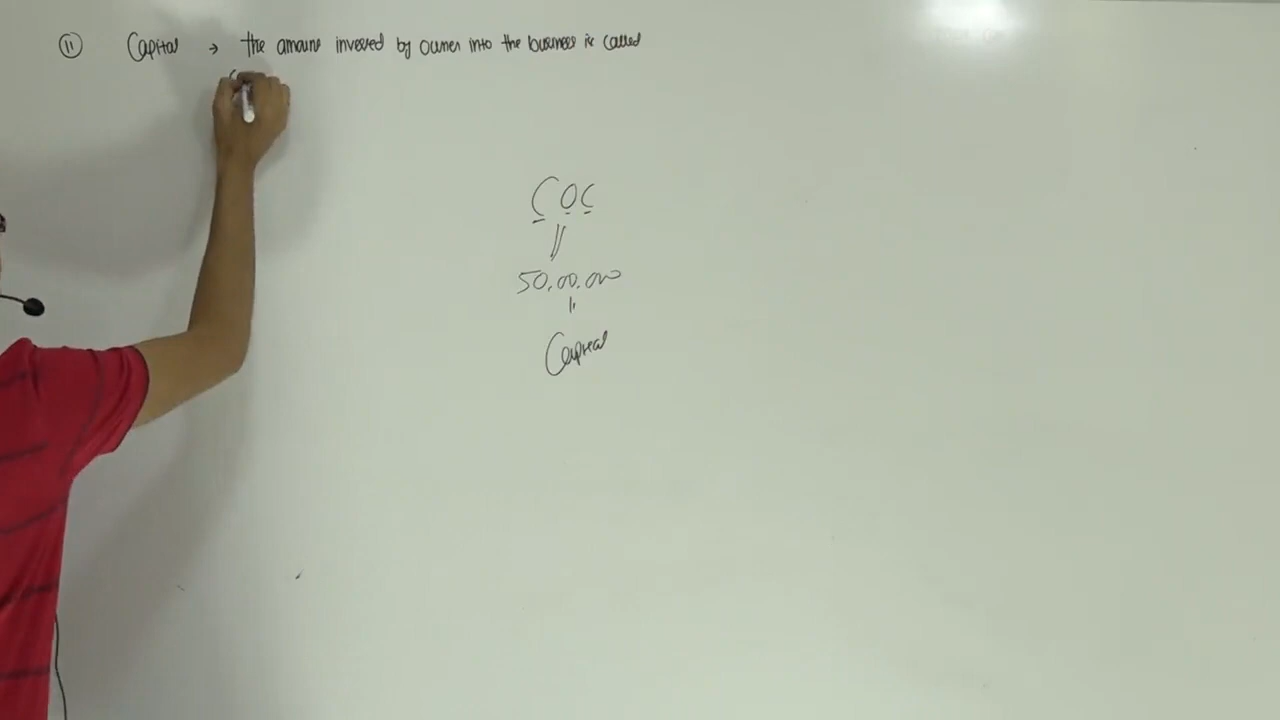 11 Capital → the amount invested by owner into the business is called
C
COC
50,00,000
Capital